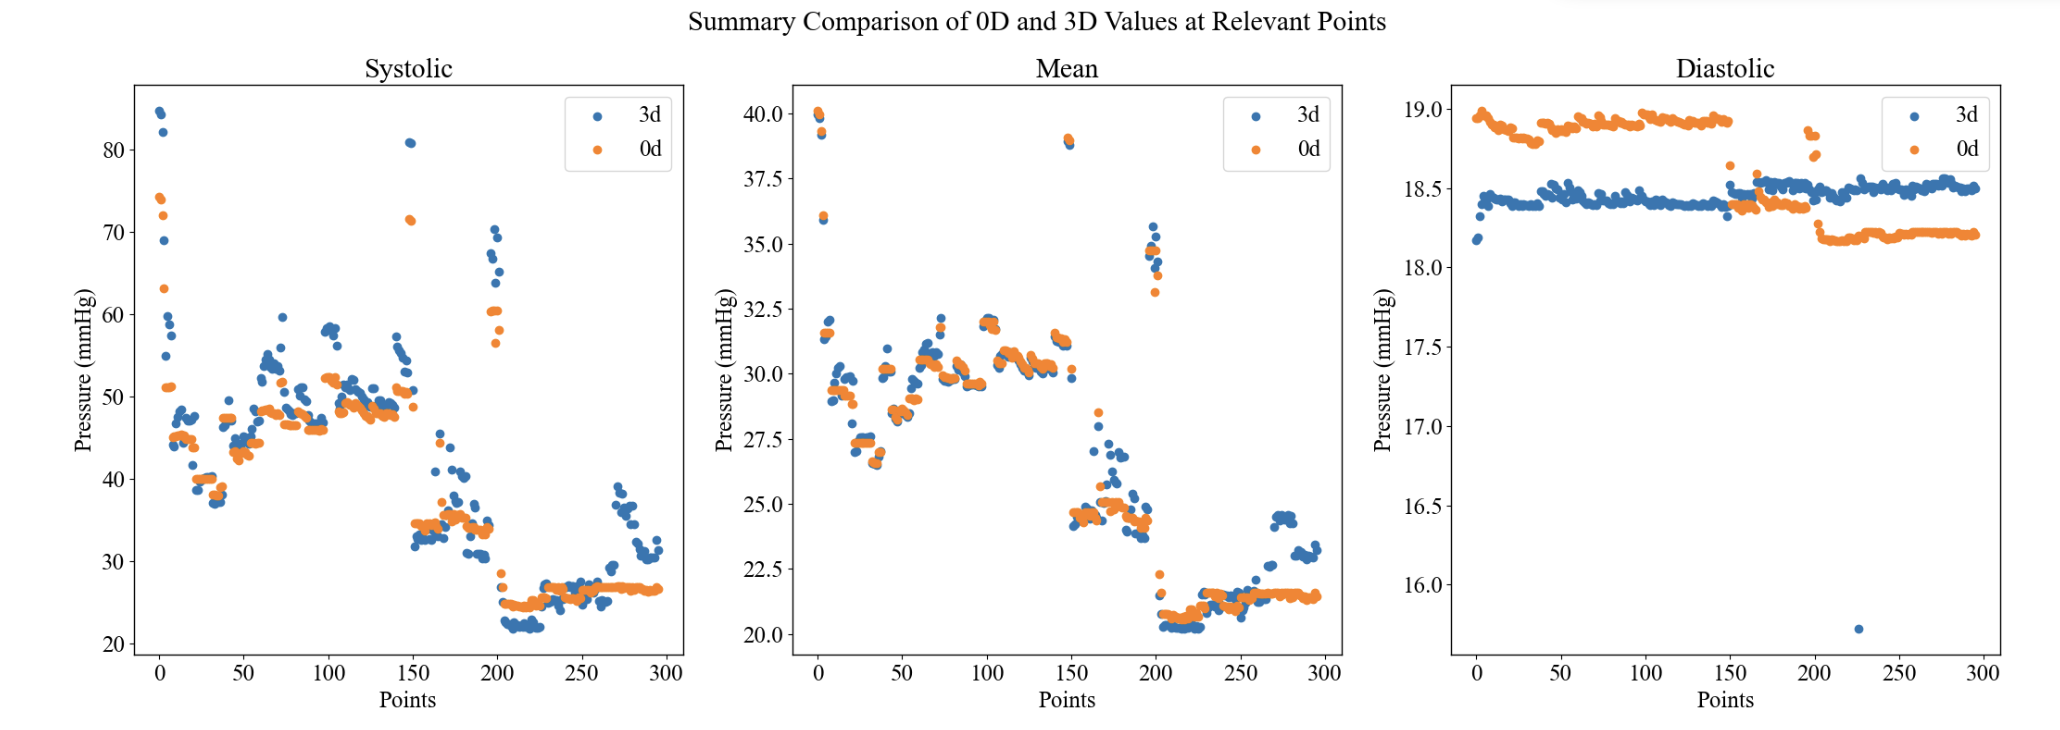 Summary Comparison of 0D and 3D Values at Relevant Points
Systolic
3d
0d
80
70
60
50
40
30
20
0 50 100 150 200 250 300
Pressure (mmHg)
Points
Mean
3d
0d
40.0
37.5
35.0
32.5
30.0
27.5
25.0
22.5
20.0
0 50 100 150 200 250 300
Pressure (mmHg)
Points
Diastolic
3d
0d
19.0
18.5
18.0
17.5
17.0
16.5
16.0
0 50 100 150 200 250 300
Pressure (mmHg)
Points